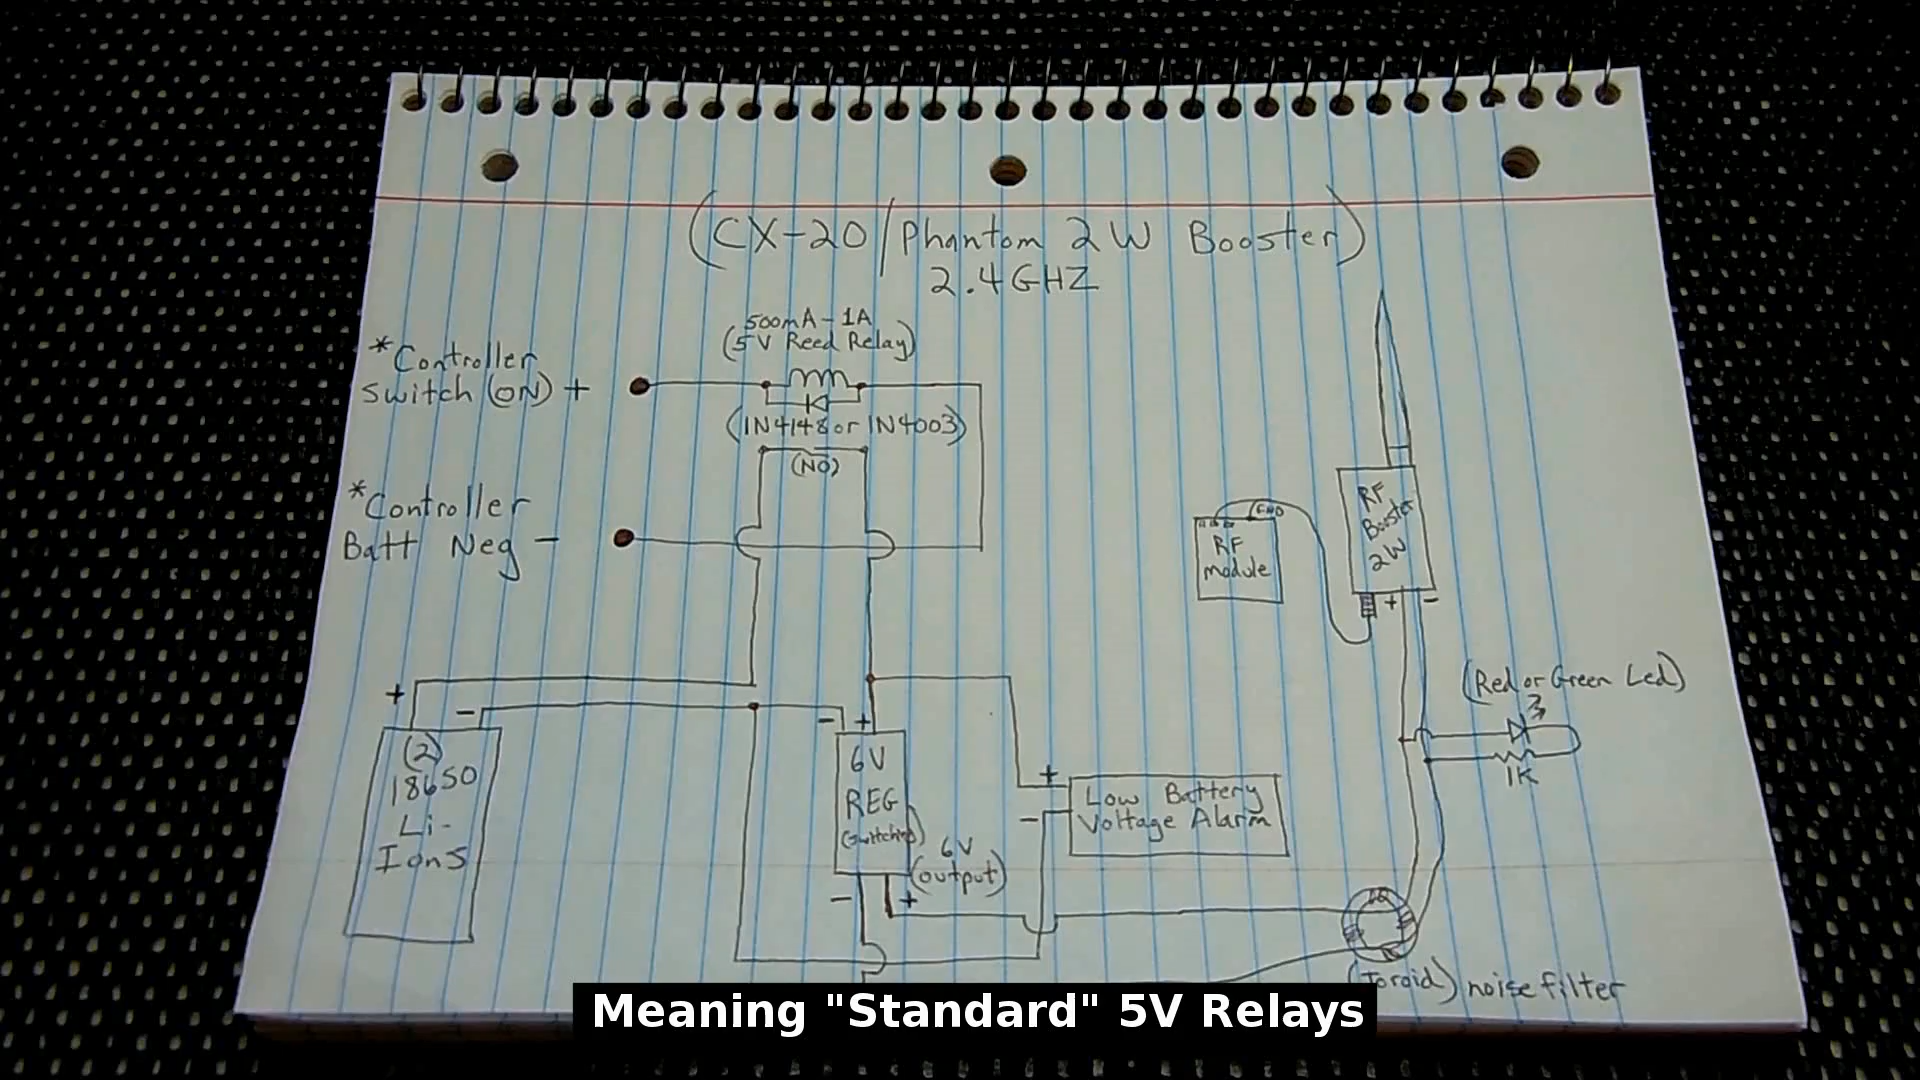 (CX-20/Phantom 2W Booster)
2.4GHZ
500mA-1A
(5V Reed Relay)
*Controller
Switch (ON) +
(1N4148 or 1N4003)
(NO)
*Controller
Batt Neg -
GND
RF
module
RF
Booster
2W
+ -
(Red or Green Led)
1K
+
-
(2)
18650
Li-
Ions
- +
6V
REG
(switching)
6V
(output)
- +
+
-
Low Battery
Voltage Alarm
(Toroid) noise filter
Meaning "Standard" 5V Relays